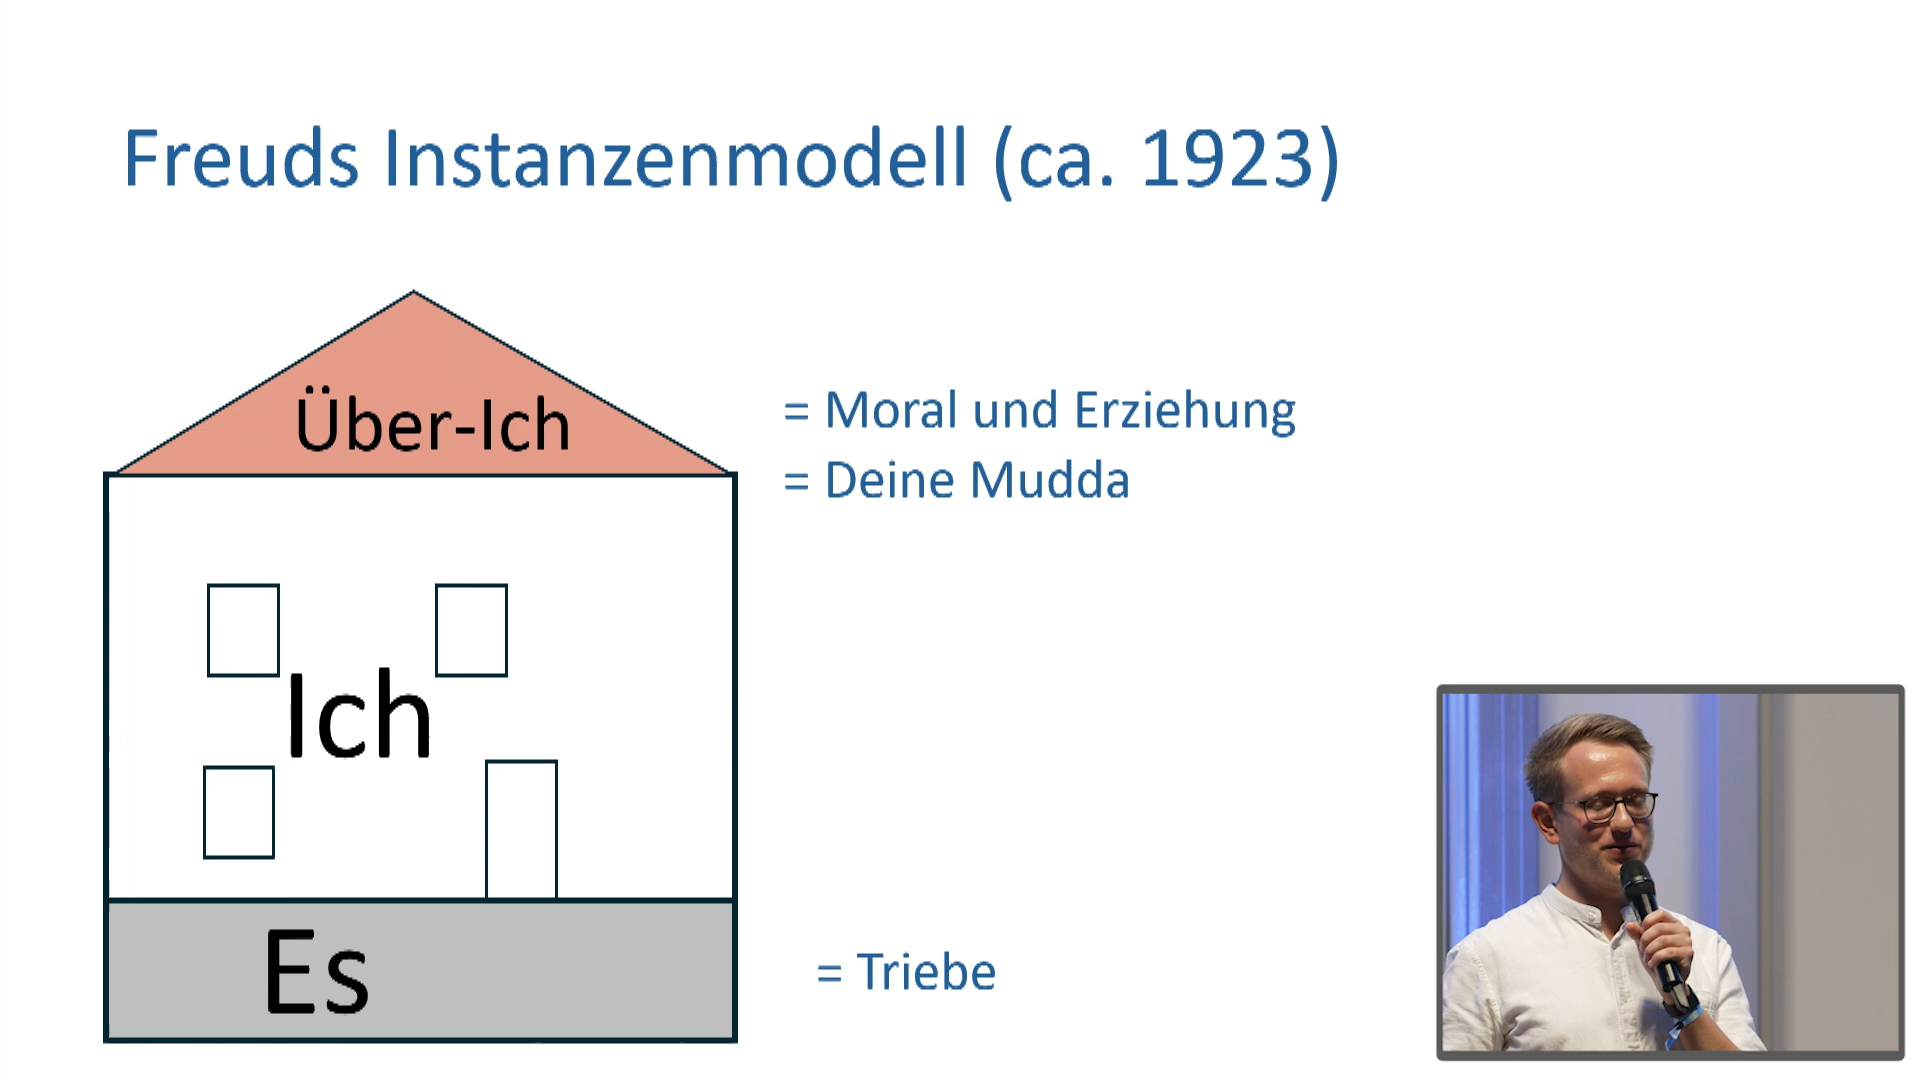 Freuds Instanzenmodell (ca. 1923)
Über-Ich
= Moral und Erziehung
= Deine Mudda
Ich
Es
= Triebe